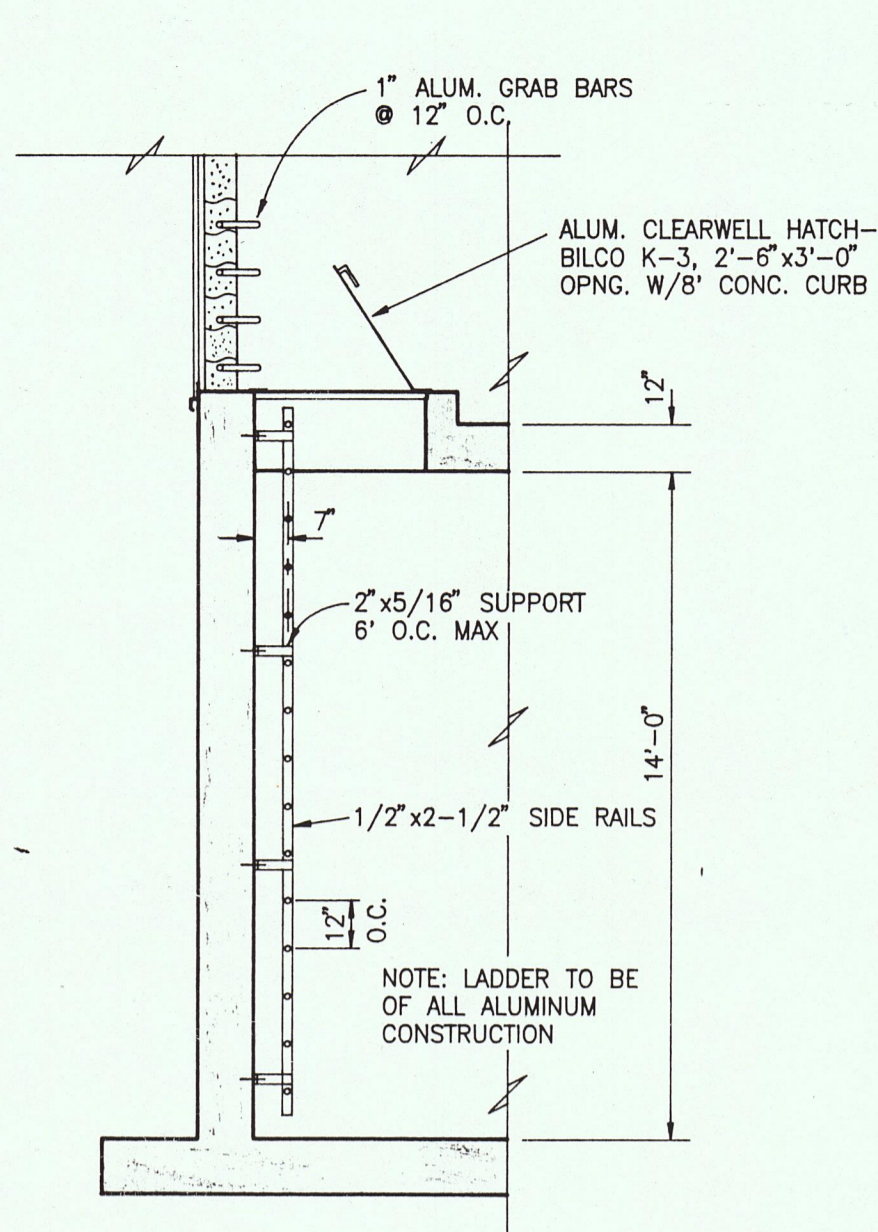 1" ALUM. GRAB BARS
@ 12" O.C.
ALUM. CLEARWELL HATCH-
BILCO K-3, 2'-6"x3'-0"
OPNG. W/8' CONC. CURB
12"
7"
2"x5/16" SUPPORT
6' O.C. MAX
14'-0"
1/2"x2-1/2" SIDE RAILS
12"
O.C.
NOTE: LADDER TO BE
OF ALL ALUMINUM
CONSTRUCTION